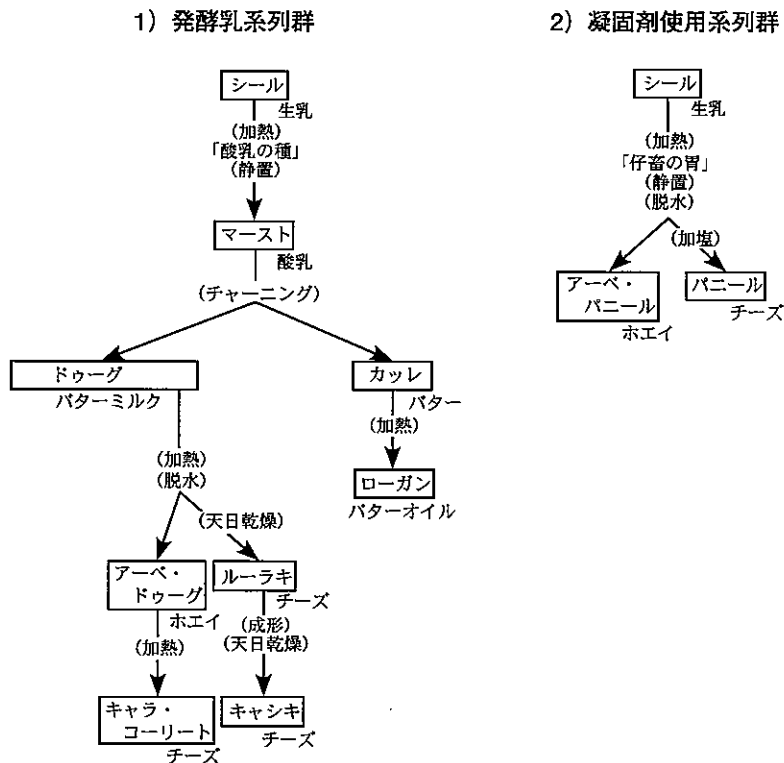 1) 発酵乳系列群
シール
生乳
(加熱)
「酸乳の種」
(静置)
マースト
酸乳
(チャーニング)
ドゥーグ
バターミルク
カッレ
バター
(加熱)
ローガン
バターオイル
(加熱)
(脱水)
(天日乾燥)
アーベ・
ドゥーグ
ホエイ
ルーラキ
チーズ
(加熱)
(成形)
(天日乾燥)
キャラ・
コーリート
チーズ
キャシキ
チーズ
2) 凝固剤使用系列群
シール
生乳
(加熱)
「仔畜の胃」
(静置)
(脱水)
(加塩)
アーベ・
パニール
ホエイ
パニール
チーズ